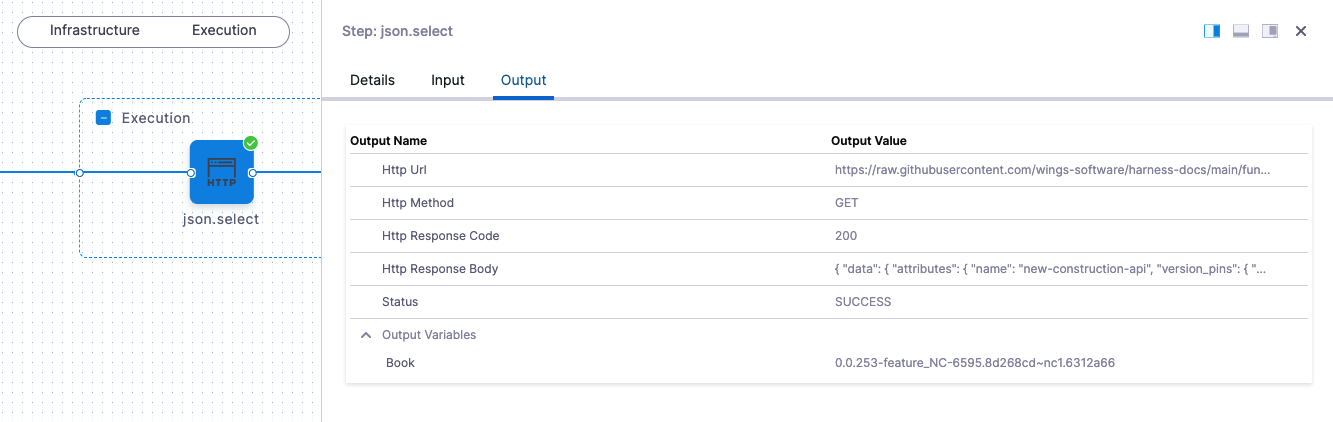 Infrastructure Execution
Step: json.select
Details Input Output
Execution
HTTP
json.select
Output Name Output Value
Http Url https://raw.githubusercontent.com/wings-software/harness-docs/main/fun...
Http Method GET
Http Response Code 200
Http Response Body { "data": { "attributes": { "name": "new-construction-api", "version_pins": { "...
Status SUCCESS
Output Variables
Book 0.0.253-feature_NC-6595.8d268cd~nc1.6312a66